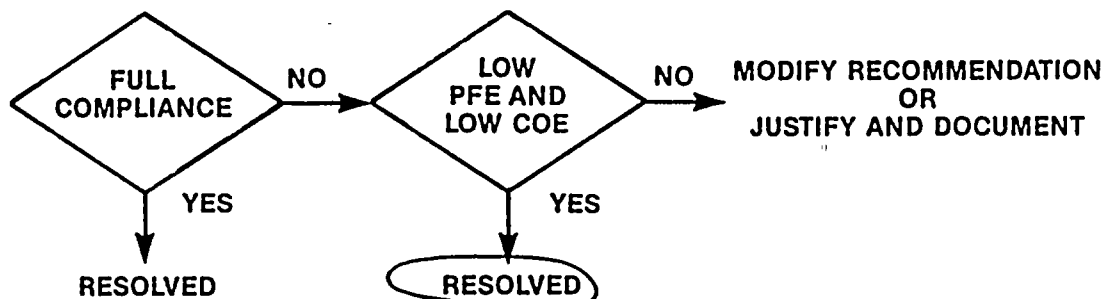 FULL
COMPLIANCE
NO
LOW
PFE AND
LOW COE
NO
MODIFY RECOMMENDATION
OR
JUSTIFY AND DOCUMENT
YES
YES
RESOLVED
RESOLVED